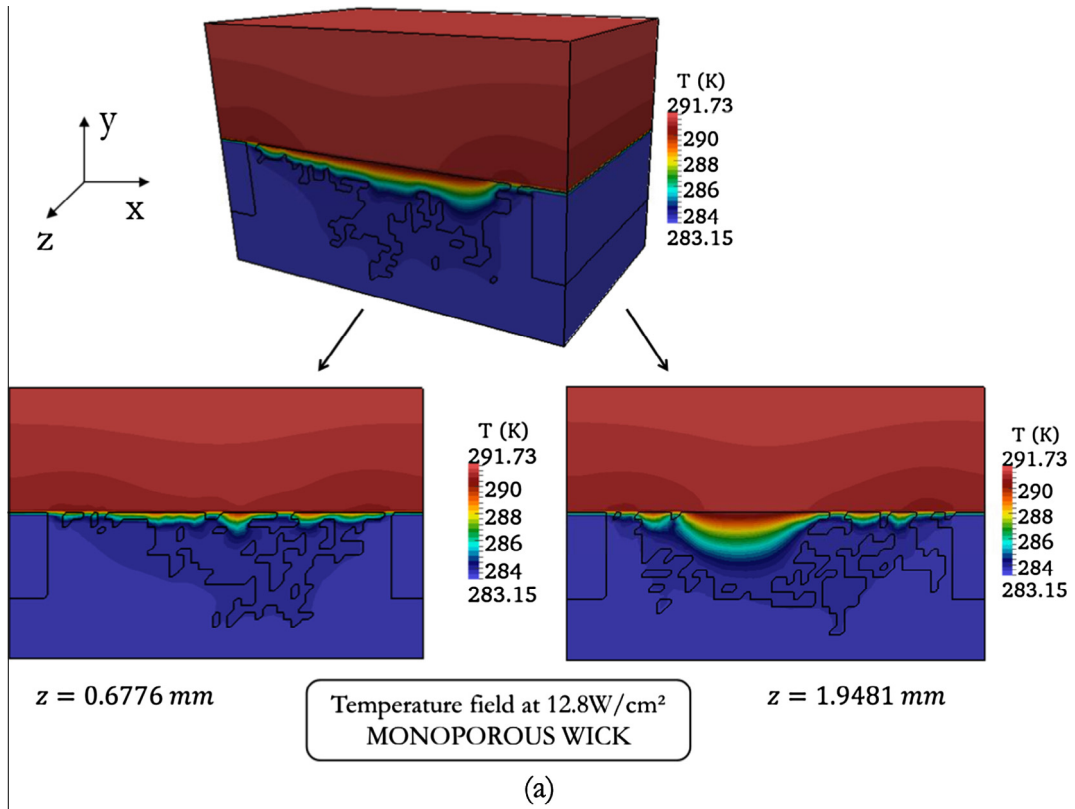 T (K)
291.73
290
288
286
284
283.15
y
x
z
T (K)
291.73
290
288
286
284
283.15
T (K)
291.73
290
288
286
284
283.15
z = 0.6776 mm
z = 1.9481 mm
Temperature field at 12.8W/cm²
MONOPOROUS WICK
(a)